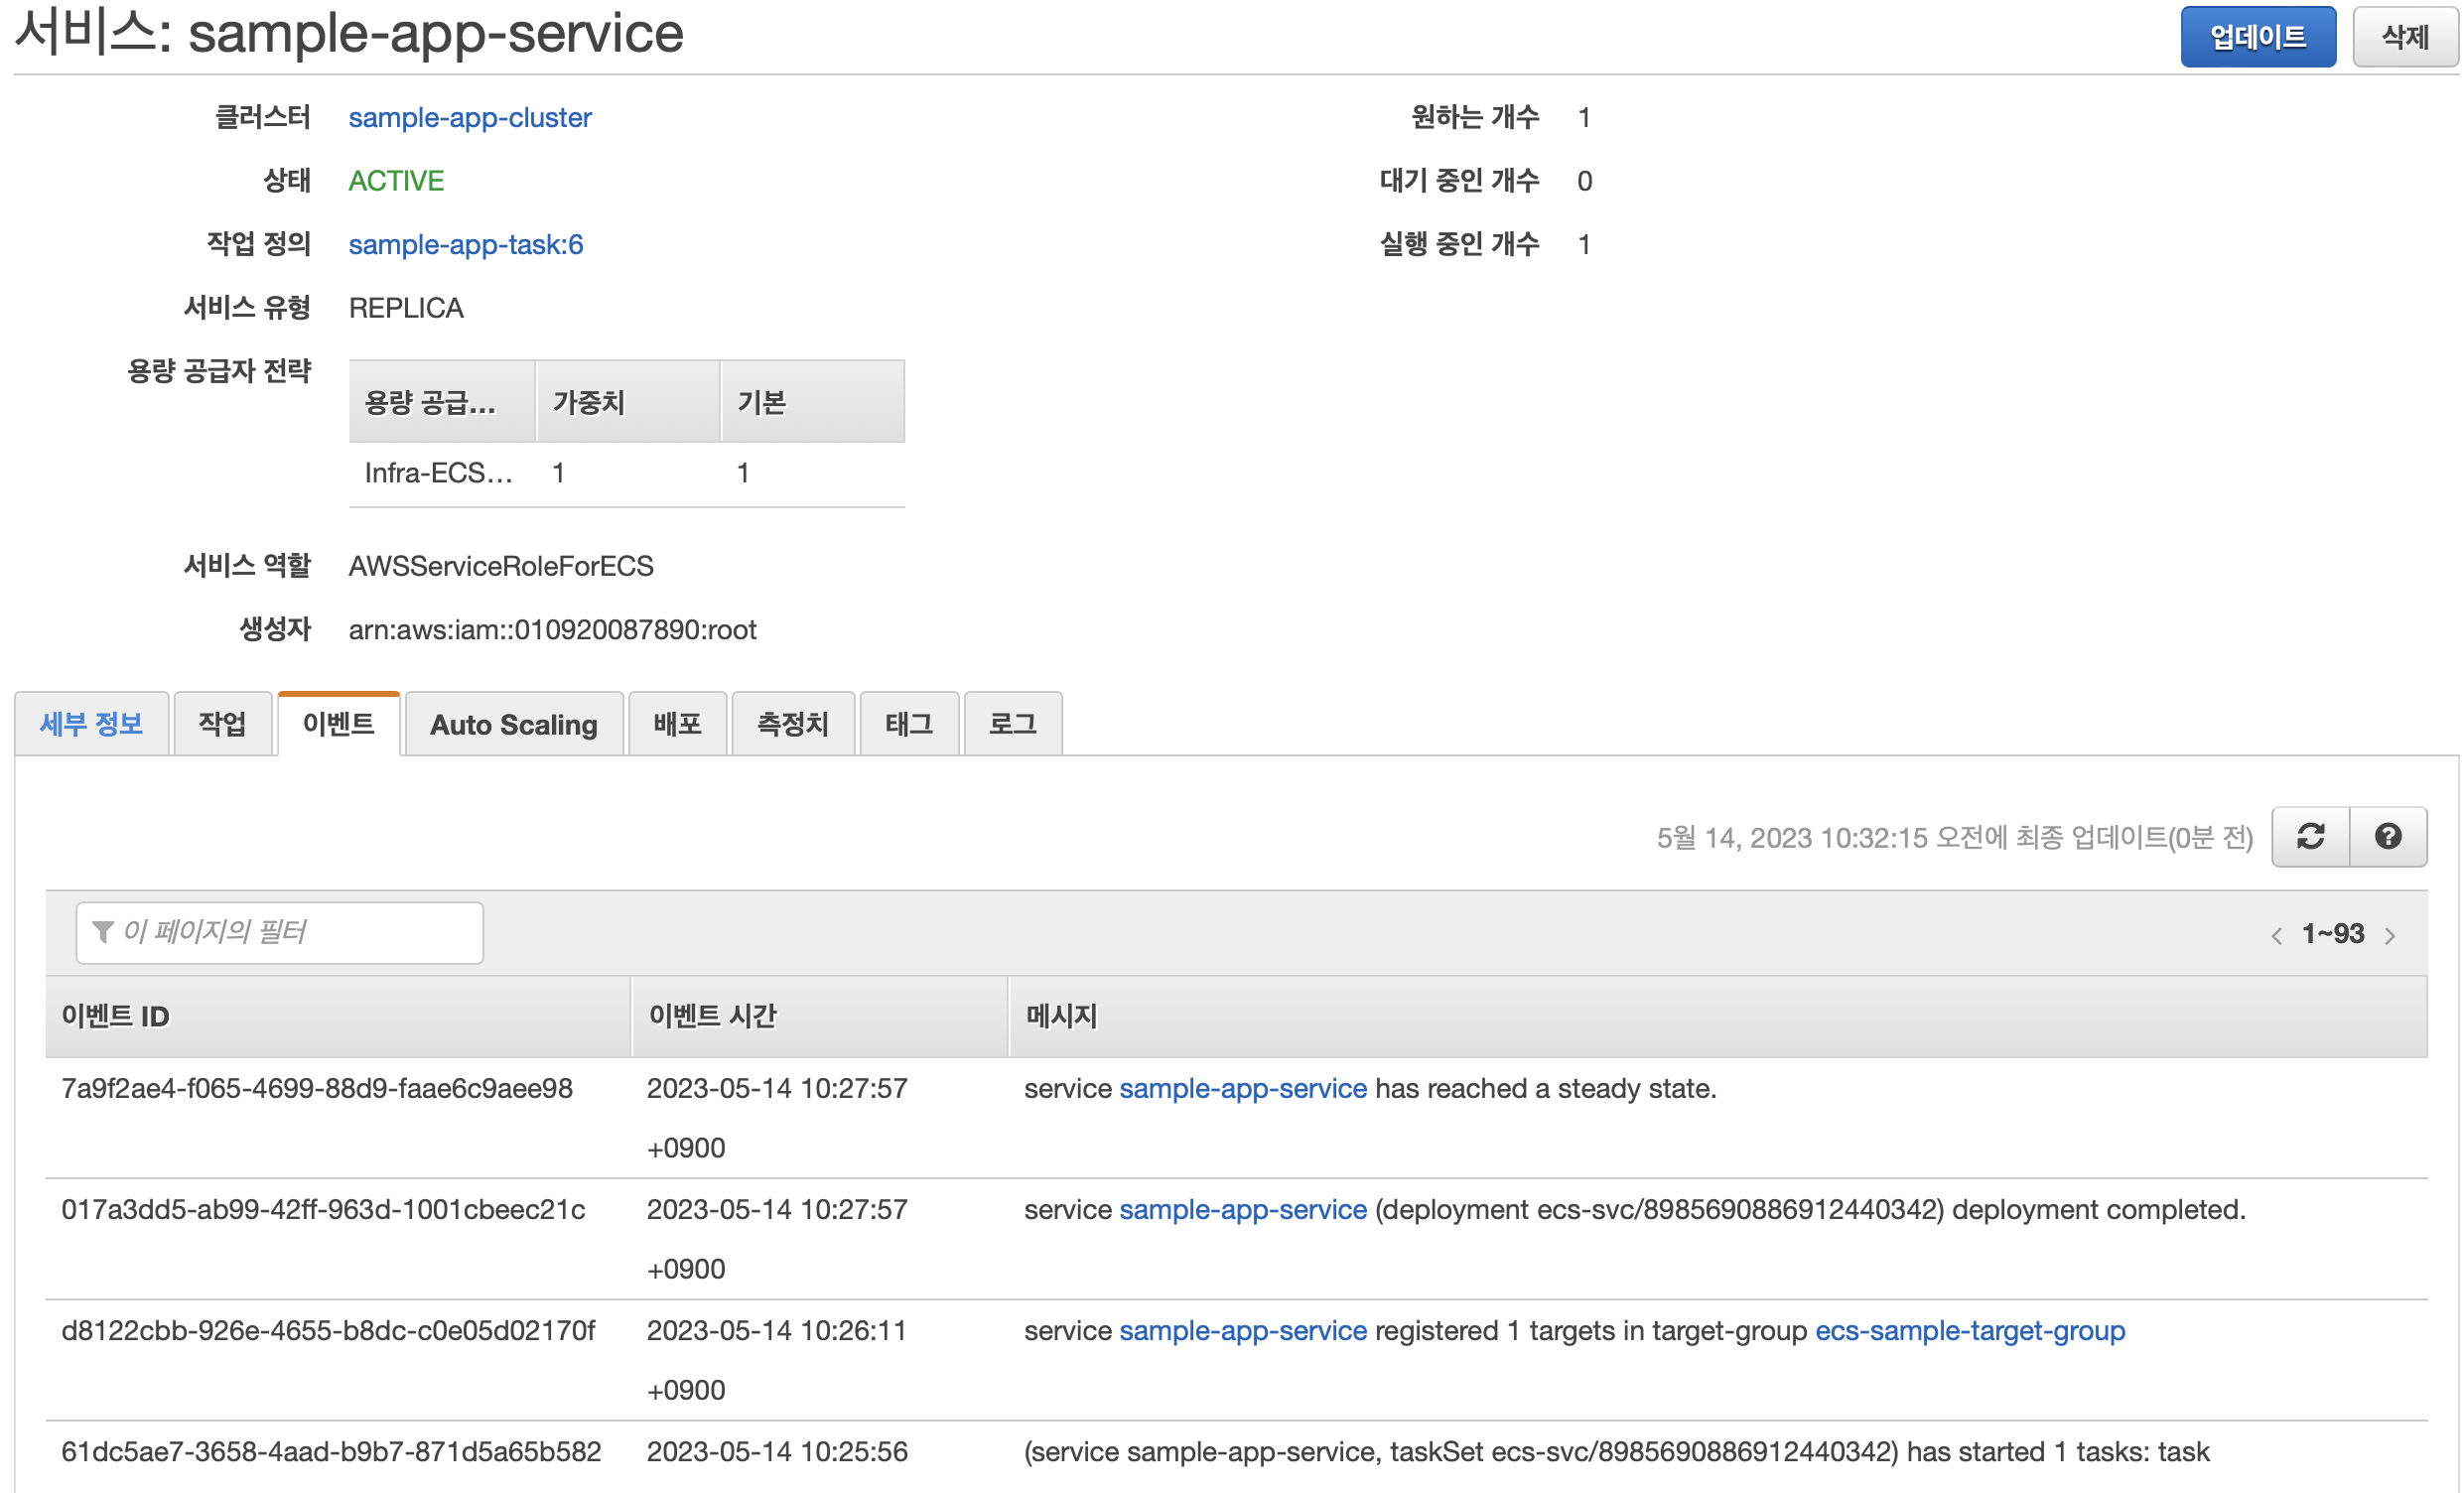 서비스: sample-app-service
업데이트
삭제
클러스터 sample-app-cluster
원하는 개수 1
상태 ACTIVE
대기 중인 개수 0
작업 정의 sample-app-task:6
실행 중인 개수 1
서비스 유형 REPLICA
용량 공급자 전략
용량 공급... 가중치 기본
Infra-ECS... 1 1
서비스 역할 AWSServiceRoleForECS
생성자 arn:aws:iam::010920087890:root
세부 정보 작업 이벤트 Auto Scaling 배포 측정치 태그 로그
5월 14, 2023 10:32:15 오전에 최종 업데이트(0분 전)
이 페이지의 필터
1~93
이벤트 ID 이벤트 시간 메시지
7a9f2ae4-f065-4699-88d9-faae6c9aee98 2023-05-14 10:27:57 service sample-app-service has reached a steady state.
+0900
017a3dd5-ab99-42ff-963d-1001cbeec21c 2023-05-14 10:27:57 service sample-app-service (deployment ecs-svc/8985690886912440342) deployment completed.
+0900
d8122cbb-926e-4655-b8dc-c0e05d02170f 2023-05-14 10:26:11 service sample-app-service registered 1 targets in target-group ecs-sample-target-group
+0900
61dc5ae7-3658-4aad-b9b7-871d5a65b582 2023-05-14 10:25:56 (service sample-app-service, taskSet ecs-svc/8985690886912440342) has started 1 tasks: task